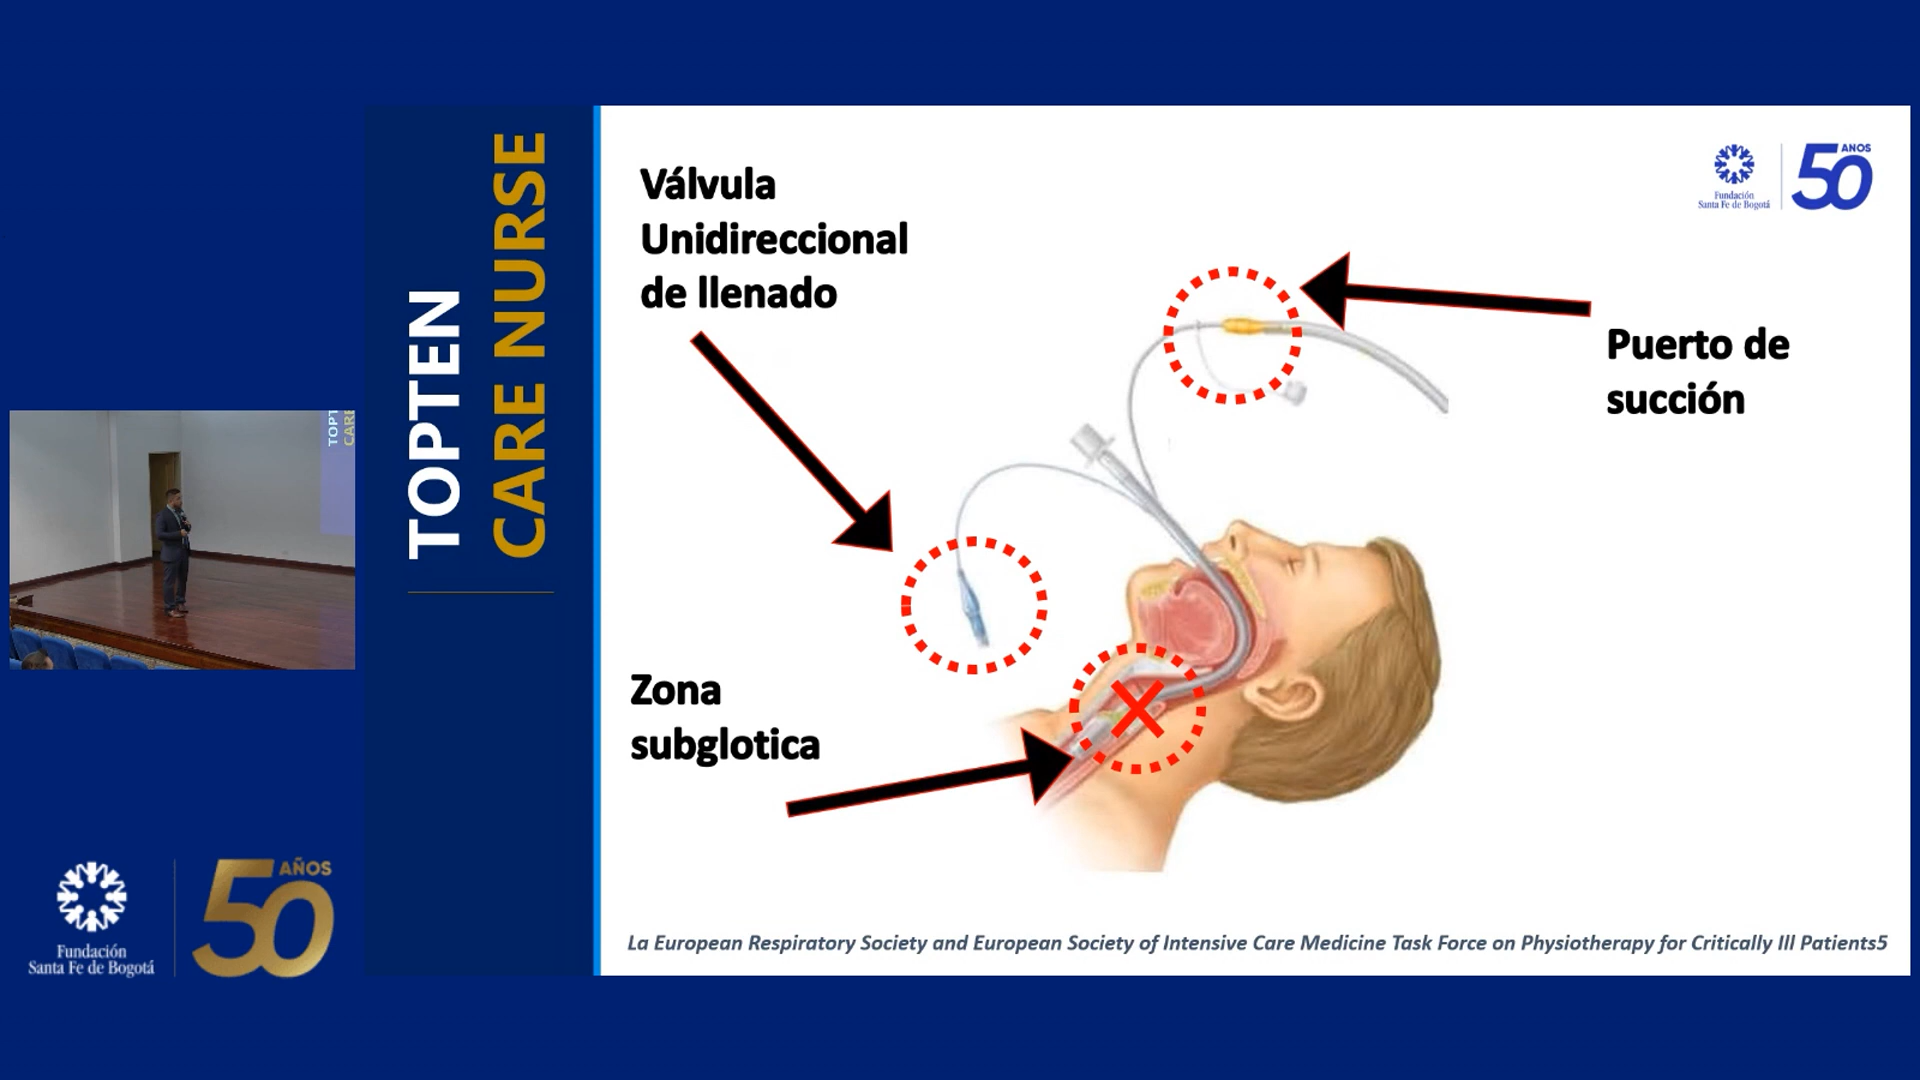 TOPTEN
CARE NURSE
Válvula
Unidireccional
de llenado
Puerto de
succión
Zona
subglotica
AÑOS
50
Fundación
Santa Fe de Bogotá
La European Respiratory Society and European Society of Intensive Care Medicine Task Force on Physiotherapy for Critically Ill Patients5
TOPT
CARE
50
AÑOS
Fundación
Santa Fe de Bogotá